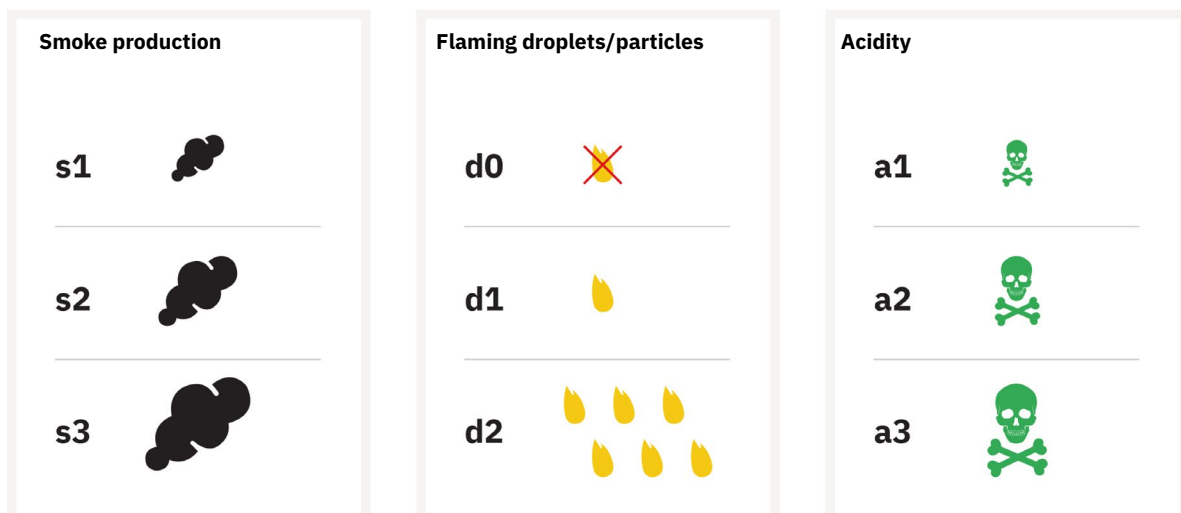 Smoke production
s1
s2
s3
Flaming droplets/particles
d0
d1
d2
Acidity
a1
a2
a3